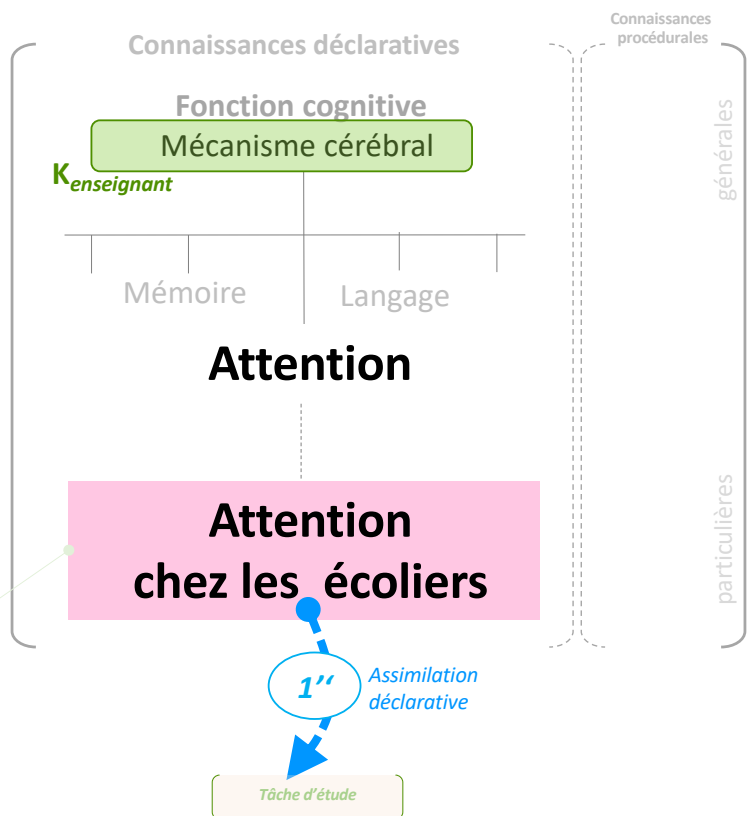 Connaissances
procédurales
Connaissances déclaratives
Fonction cognitive
Mécanisme cérébral
Kenseignant
générales
Mémoire
Langage
Attention
Attention
chez les écoliers
particulières
1’‘
Assimilation
déclarative
Tâche d’étude